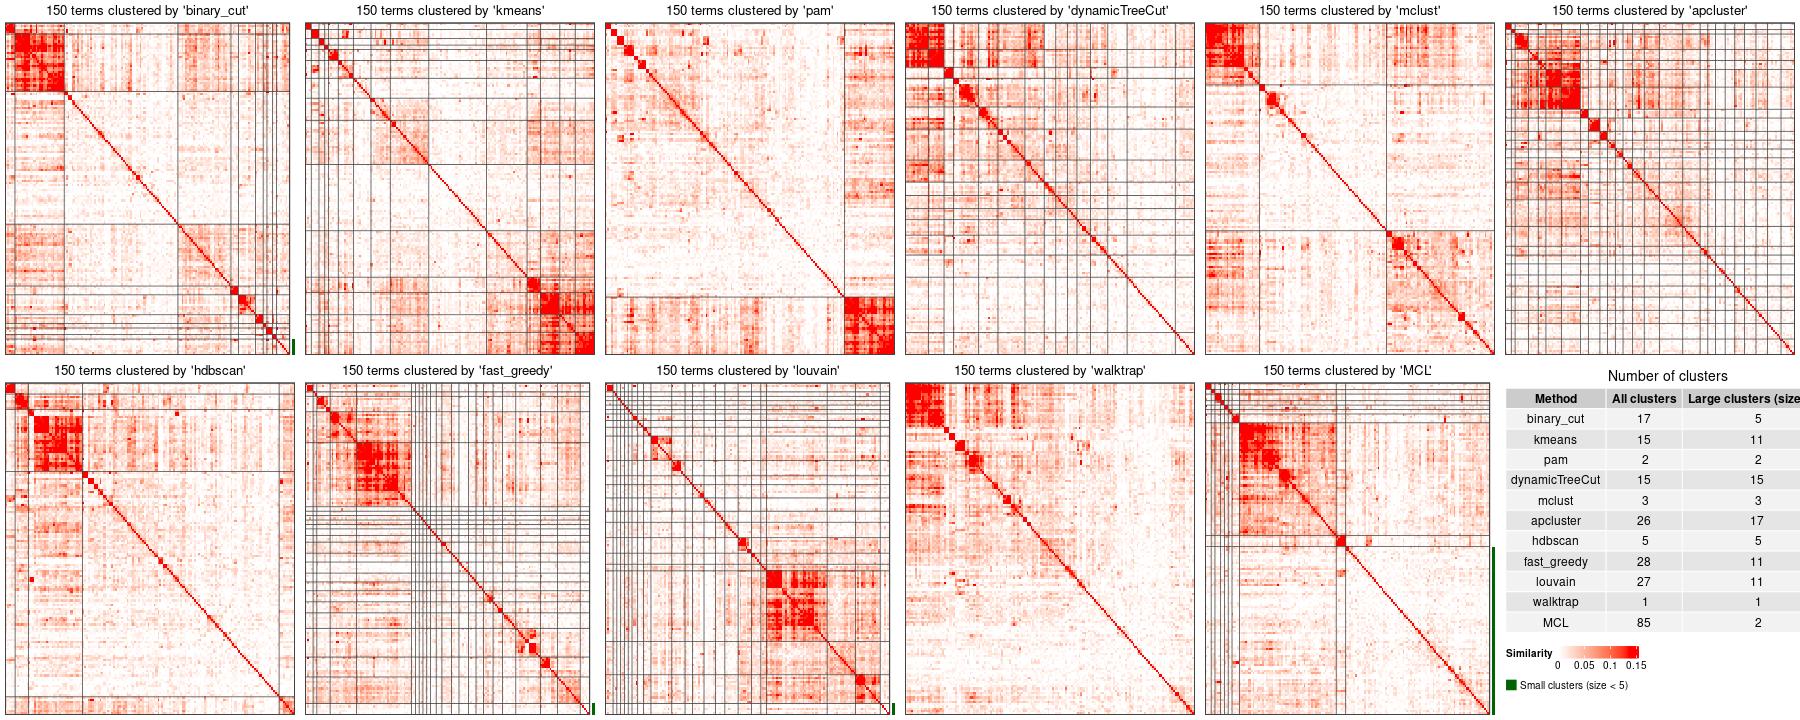 150 terms clustered by 'binary_cut'
150 terms clustered by 'kmeans'
150 terms clustered by 'pam'
150 terms clustered by 'dynamicTreeCut'
150 terms clustered by 'mclust'
150 terms clustered by 'apcluster'
150 terms clustered by 'hdbscan'
150 terms clustered by 'fast_greedy'
150 terms clustered by 'louvain'
150 terms clustered by 'walktrap'
150 terms clustered by 'MCL'
Number of clusters
Method All clusters Large clusters (size
binary_cut 17 5
kmeans 15 11
pam 2 2
dynamicTreeCut 15 15
mclust 3 3
apcluster 26 17
hdbscan 5 5
fast_greedy 28 11
louvain 27 11
walktrap 1 1
MCL 85 2
Similarity
0 0.05 0.1 0.15
Small clusters (size < 5)